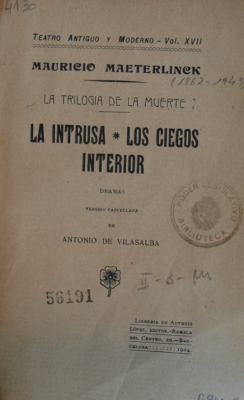 4130
TEATRO ANTIGUO Y MODERNO - VOL. XVII
MAURICIO MAETERLINCK
(1862-1949)
LA TRILOGIA DE LA MUERTE :
LA INTRUSA * LOS CIEGOS
INTERIOR
DRAMAS
VERSIÓN CASTELLANA
DE
ANTONIO DE VILASALBA
BIBLIOTECA
56191
LIBRERÍA DE ANTONIO
LÓPEZ, EDITOR.-RAMBLA
DEL CENTRO, 20.-BAR-
CELONA 1904